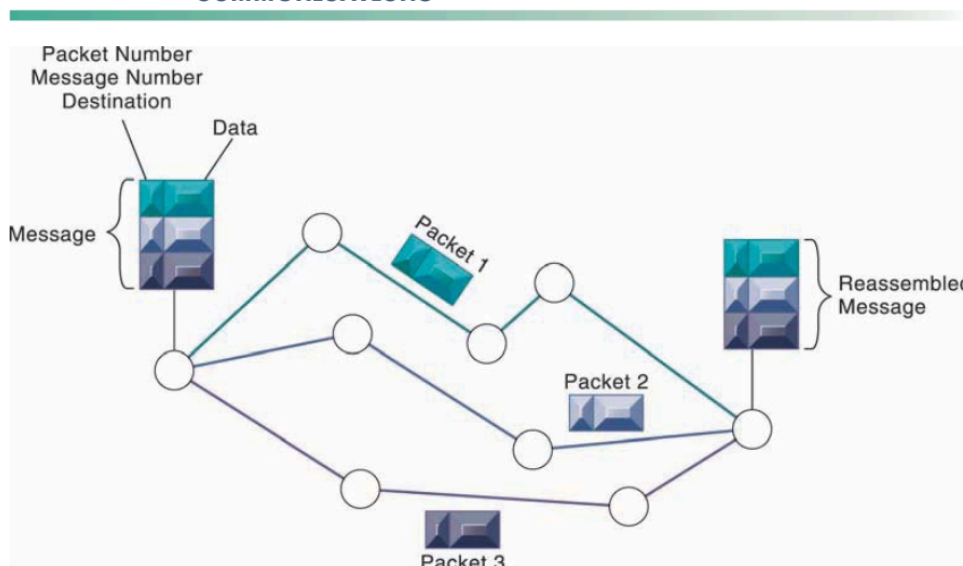 Packet Number
Message Number
Destination
Data
Message
Packet 1
Reassembled
Message
Packet 2
Packet 3